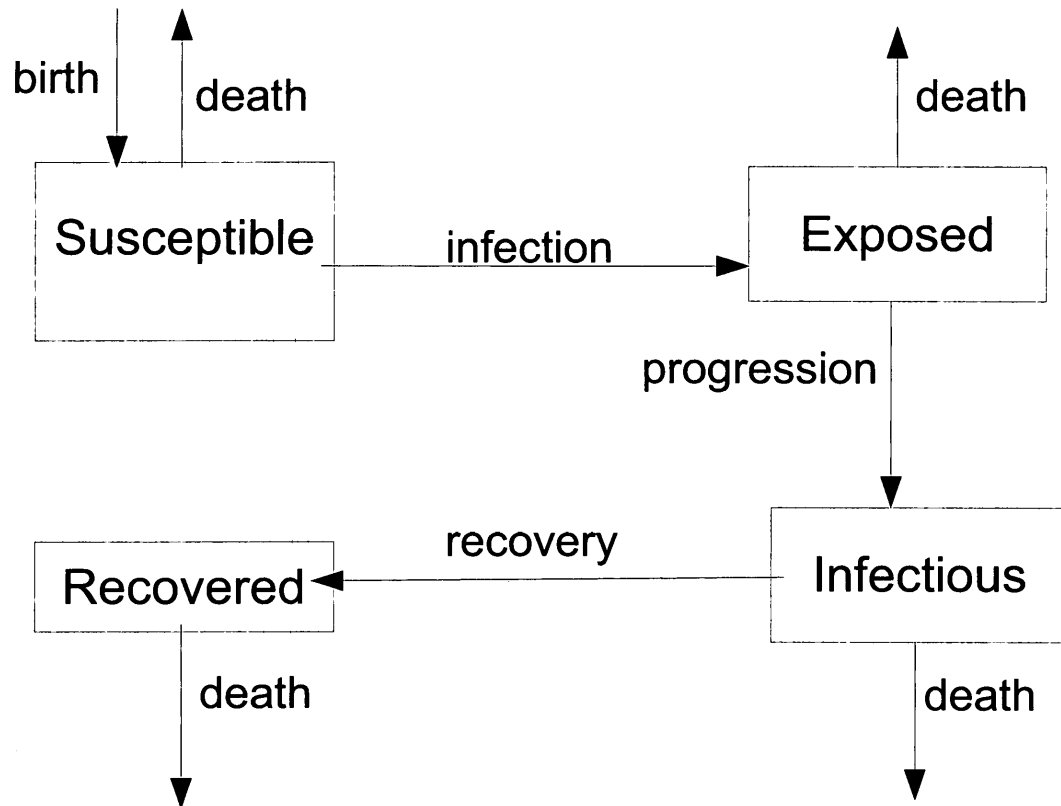 birth
death
death
Susceptible
infection
Exposed
progression
recovery
Recovered
Infectious
death
death